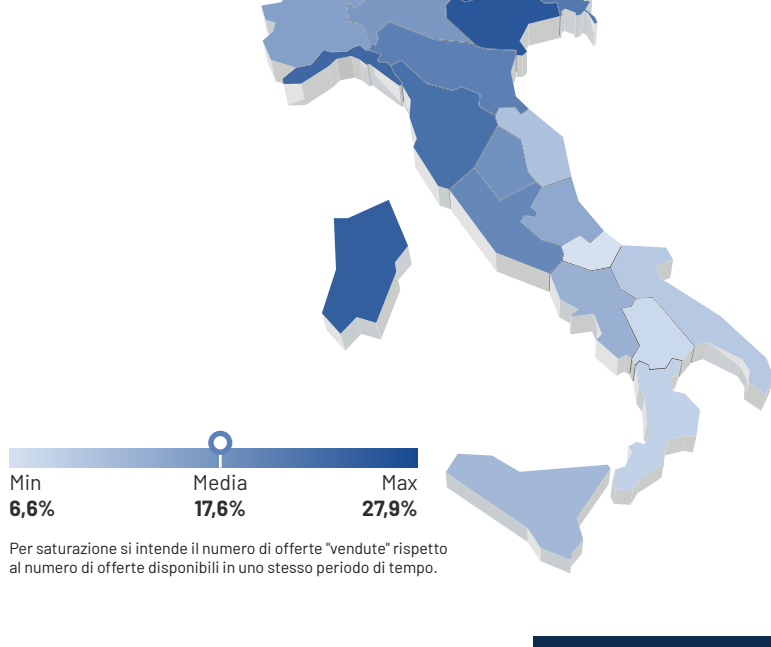 Min Media Max
6,6% 17,6% 27,9%
Per saturazione si intende il numero di offerte "vendute" rispetto
al numero di offerte disponibili in uno stesso periodo di tempo.